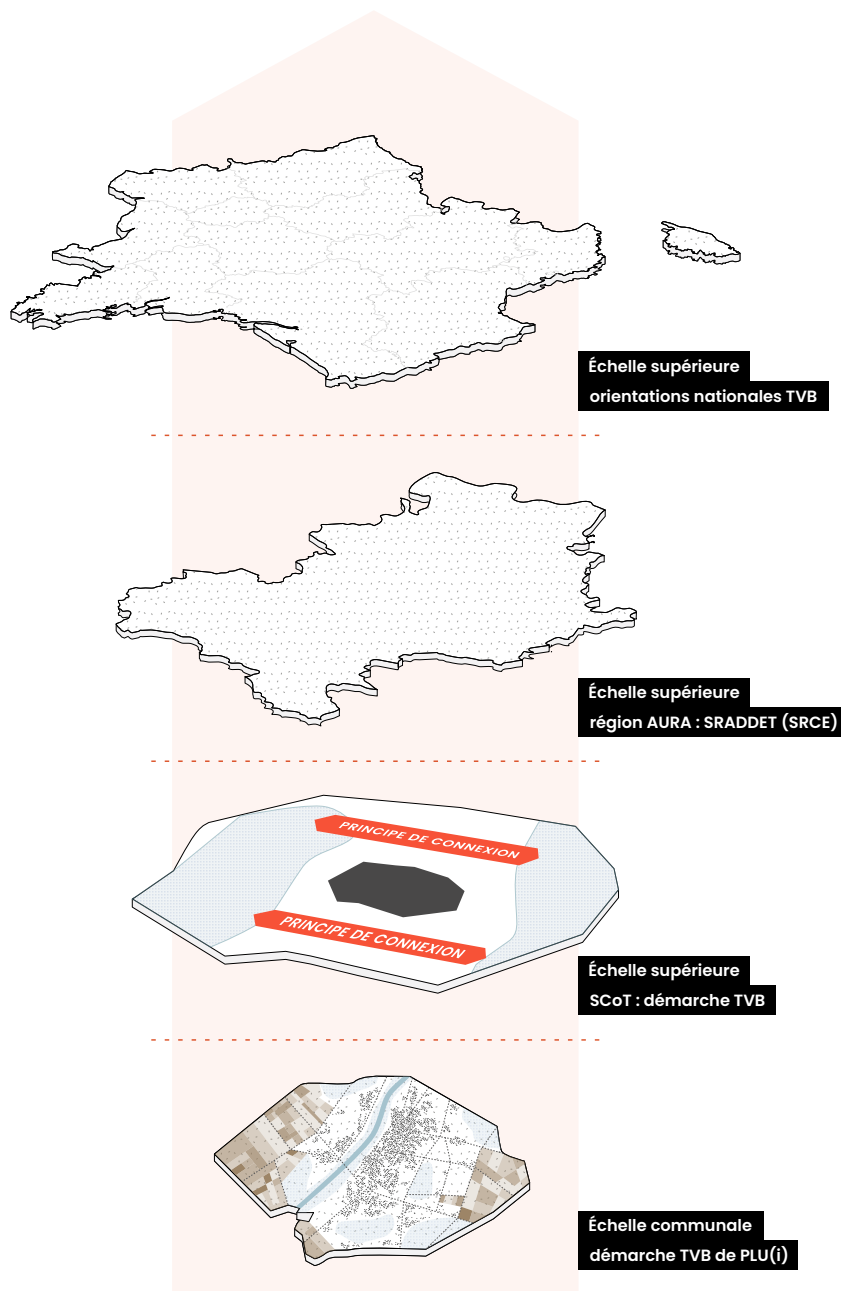 Échelle supérieure
orientations nationales TVB
Échelle supérieure
région AURA : SRADDET (SRCE)
PRINCIPE DE CONNEXION
PRINCIPE DE CONNEXION
Échelle supérieure
SCoT : démarche TVB
Échelle communale
démarche TVB de PLU(i)